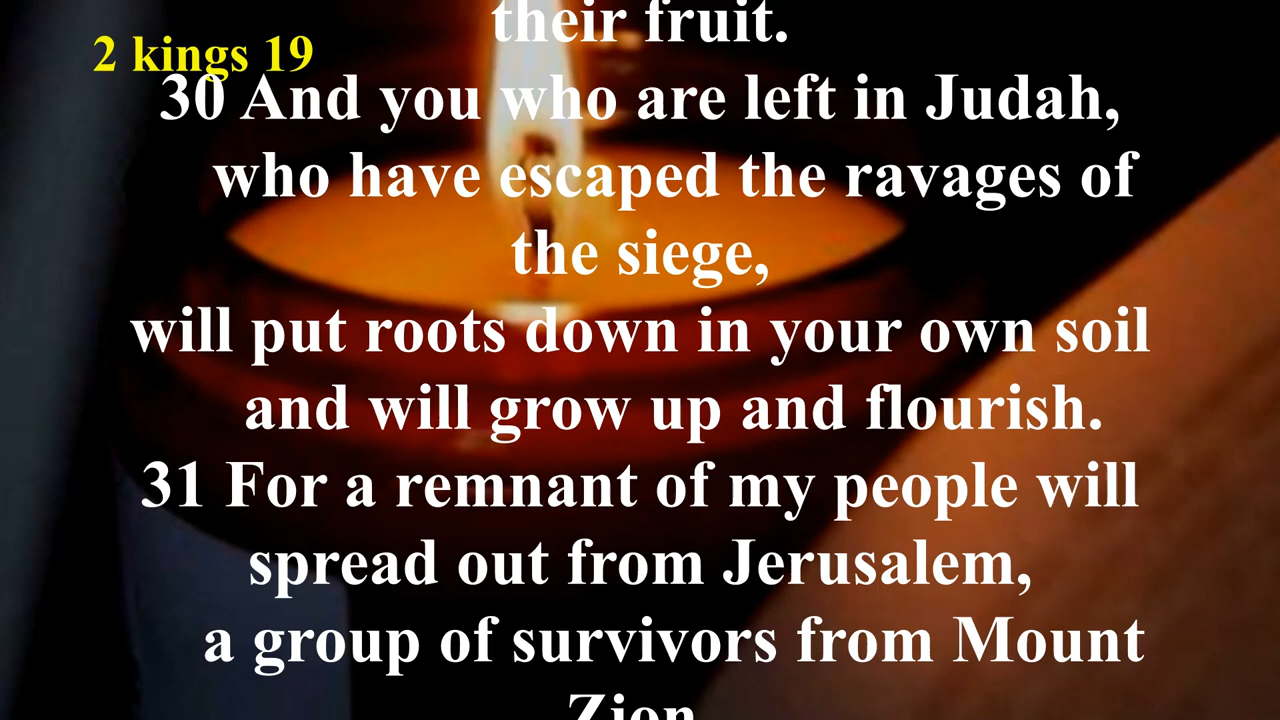 their fruit.
2 kings 19
30 And you who are left in Judah,
who have escaped the ravages of
the siege,
will put roots down in your own soil
and will grow up and flourish.
31 For a remnant of my people will
spread out from Jerusalem,
a group of survivors from Mount
Zion